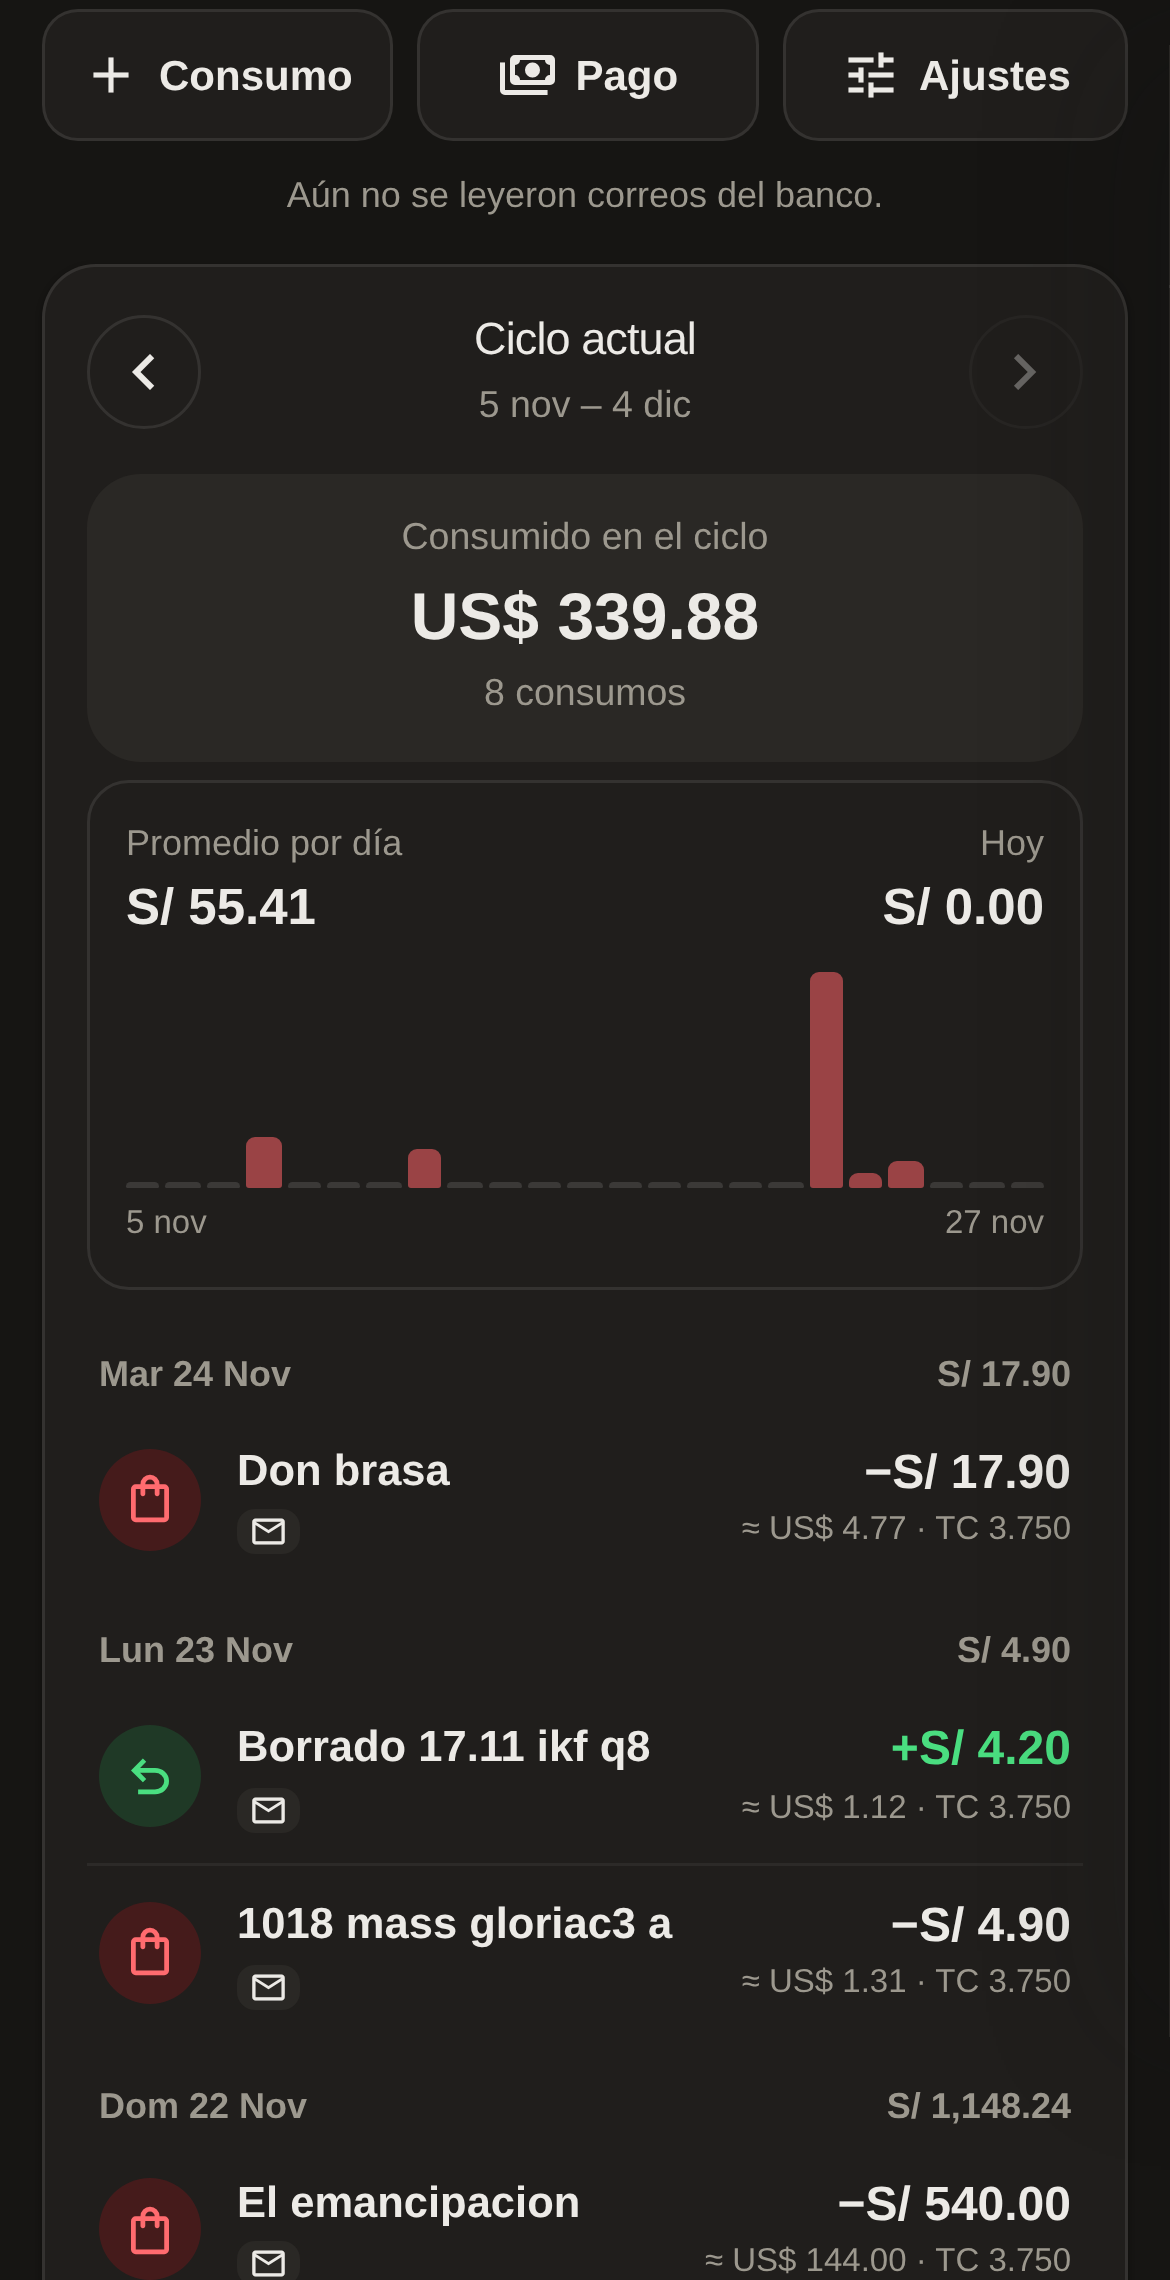 Consumo
Pago
Ajustes
Aún no se leyeron correos del banco.
Ciclo actual
5 nov – 4 dic
Consumido en el ciclo
US$ 339.88
8 consumos
Promedio por día
Hoy
S/ 55.41
S/ 0.00
5 nov
27 nov
Mar 24 Nov
S/ 17.90
Don brasa
−S/ 17.90
≈ US$ 4.77 · TC 3.750
Lun 23 Nov
S/ 4.90
Borrado 17.11 ikf q8
+S/ 4.20
≈ US$ 1.12 · TC 3.750
1018 mass gloriac3 a
−S/ 4.90
≈ US$ 1.31 · TC 3.750
Dom 22 Nov
S/ 1,148.24
El emancipacion
−S/ 540.00
≈ US$ 144.00 · TC 3.750